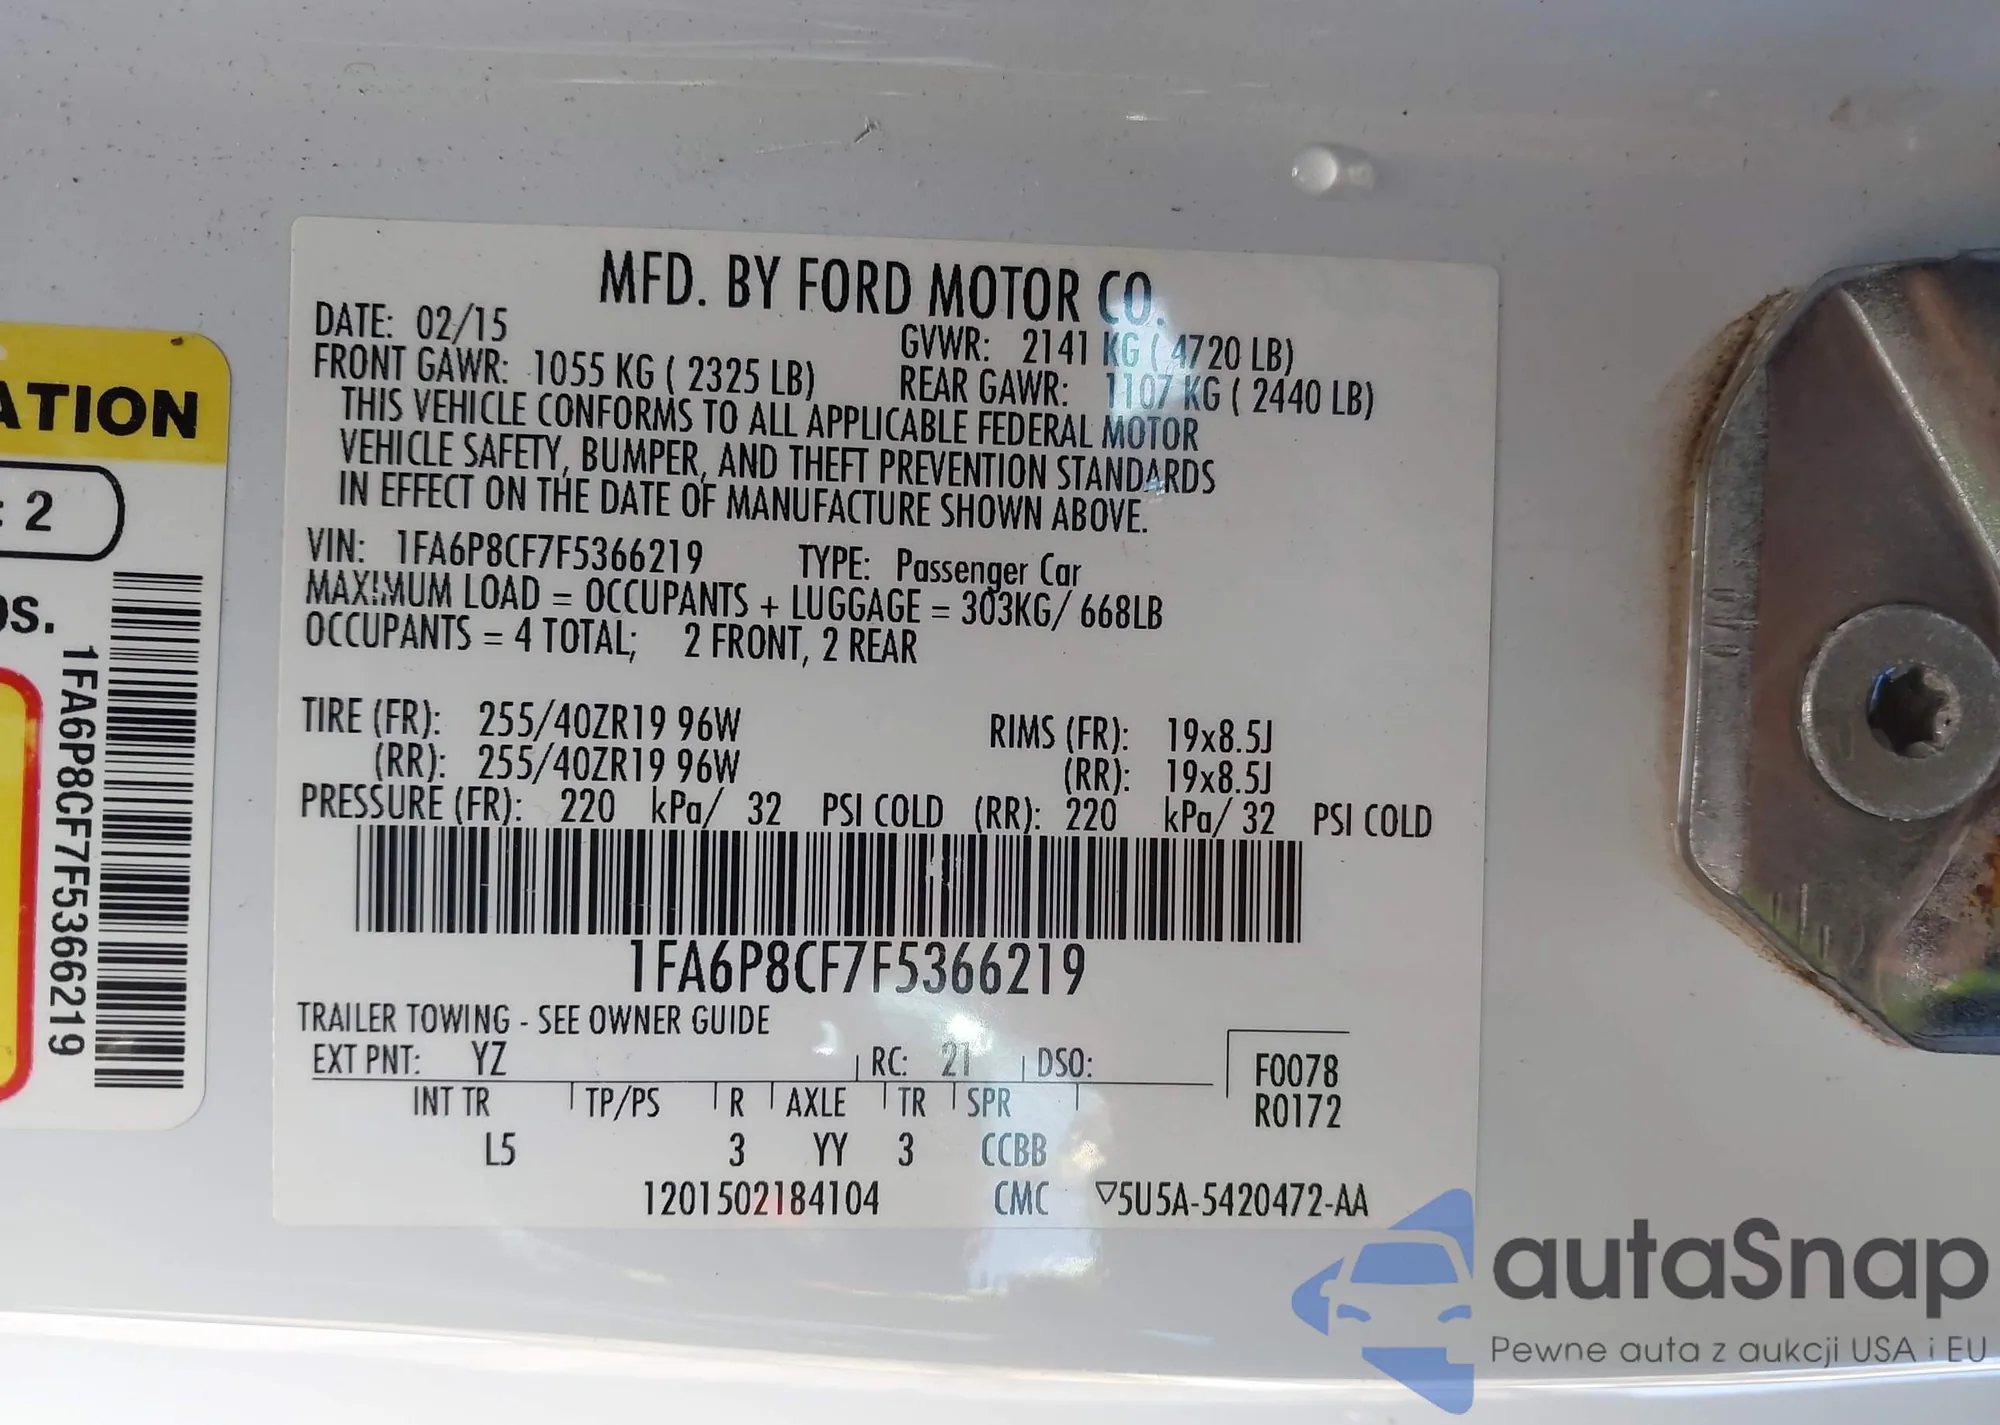 MFD. BY FORD MOTOR CO.
DATE: 02/15 GVWR: 2141 KG ( 4720 LB)
FRONT GAWR: 1055 KG ( 2325 LB) REAR GAWR: 1107 KG ( 2440 LB)
THIS VEHICLE CONFORMS TO ALL APPLICABLE FEDERAL MOTOR
VEHICLE SAFETY, BUMPER, AND THEFT PREVENTION STANDARDS
IN EFFECT ON THE DATE OF MANUFACTURE SHOWN ABOVE.
VIN: 1FA6P8CF7F5366219 TYPE: Passenger Car
MAXIMUM LOAD = OCCUPANTS + LUGGAGE = 303KG/ 668LB
OCCUPANTS = 4 TOTAL; 2 FRONT, 2 REAR
TIRE (FR): 255/40ZR19 96W RIMS (FR): 19x8.5J
(RR): 255/40ZR19 96W (RR): 19x8.5J
PRESSURE (FR): 220 kPa/ 32 PSI COLD (RR): 220 kPa/ 32 PSI COLD
1FA6P8CF7F5366219
TRAILER TOWING - SEE OWNER GUIDE
EXT PNT: YZ RC: 21 DSO:
INT TR TP/PS R AXLE TR SPR
L5 3 YY 3 CCBB
F0078
R0172
1201502184104 CMC ▽5U5A-5420472-AA
ATION
: 2
os.
1FA6P8CF7F5366219
autaSnap
Pewne auta z aukcji USA i EU